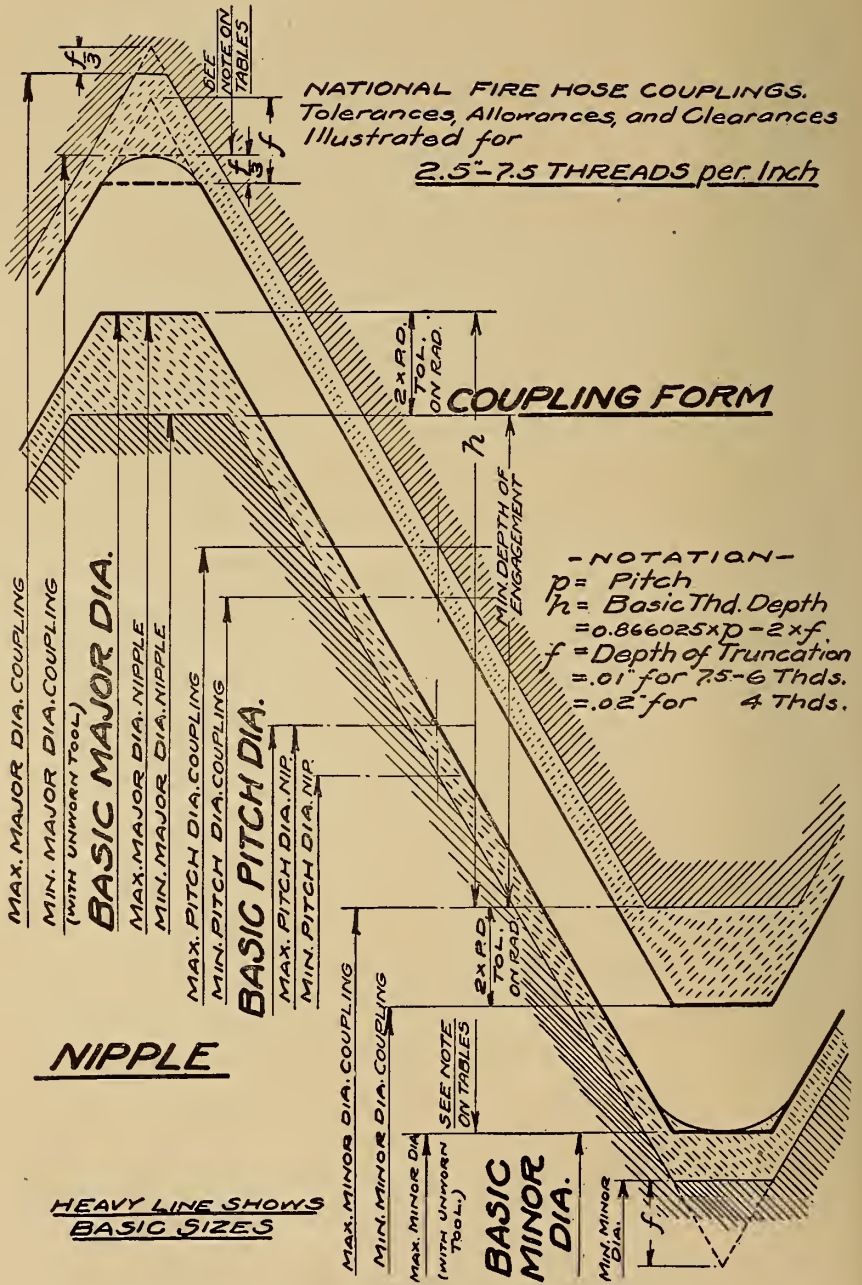 NATIONAL FIRE HOSE COUPLINGS.
Tolerances, Allowances, and Clearances
Illustrated for
2.5"-7.5 THREADS per Inch
f/3
SEE
NOTE ON
TABLES
f
f/3
2 x P.D.
TOL.
ON RAD.
COUPLING FORM
h
MIN. DEPTH OF
ENGAGEMENT
-NOTATION-
p = Pitch
h = Basic Thd. Depth
=0.866025xp-2xf
f = Depth of Truncation
=.01" for 7.5-6 Thds.
=.02" for 4 Thds.
MAX. MAJOR DIA. COUPLING
MIN. MAJOR DIA. COUPLING
(WITH UNWORN TOOL)
BASIC MAJOR DIA.
MAX. MAJOR DIA. NIPPLE
MIN. MAJOR DIA. NIPPLE
MAX. PITCH DIA. COUPLING
MIN. PITCH DIA. COUPLING
BASIC PITCH DIA.
MAX. PITCH DIA. NIP.
MIN. PITCH DIA. NIP.
NIPPLE
MAX. MINOR DIA. COUPLING
MIN. MINOR DIA. COUPLING
2 x P.D.
TOL.
ON RAD.
SEE NOTE
ON TABLES
MAX. MINOR DIA
(WITH UNWORN
TOOL.)
BASIC
MINOR
DIA.
MIN. MINOR
DIA.
f
HEAVY LINE SHOWS
BASIC SIZES